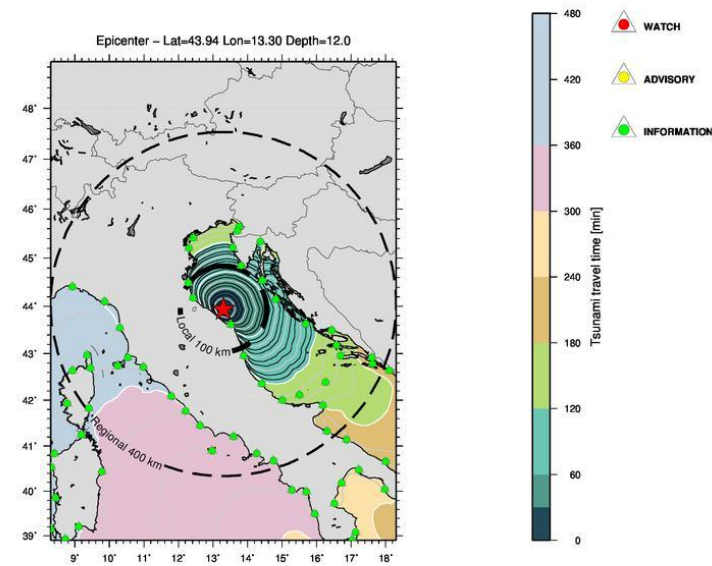 Epicenter – Lat=43.94 Lon=13.30 Depth=12.0
48˚
47˚
46˚
45˚
44˚
43˚
42˚
41˚
40˚
39˚
9˚ 10˚ 11˚ 12˚ 13˚ 14˚ 15˚ 16˚ 17˚ 18˚
Local 100 km
Regional 400 km
480
420
360
300
240
180
120
60
0
Tsunami travel time [min]
WATCH
ADVISORY
INFORMATION